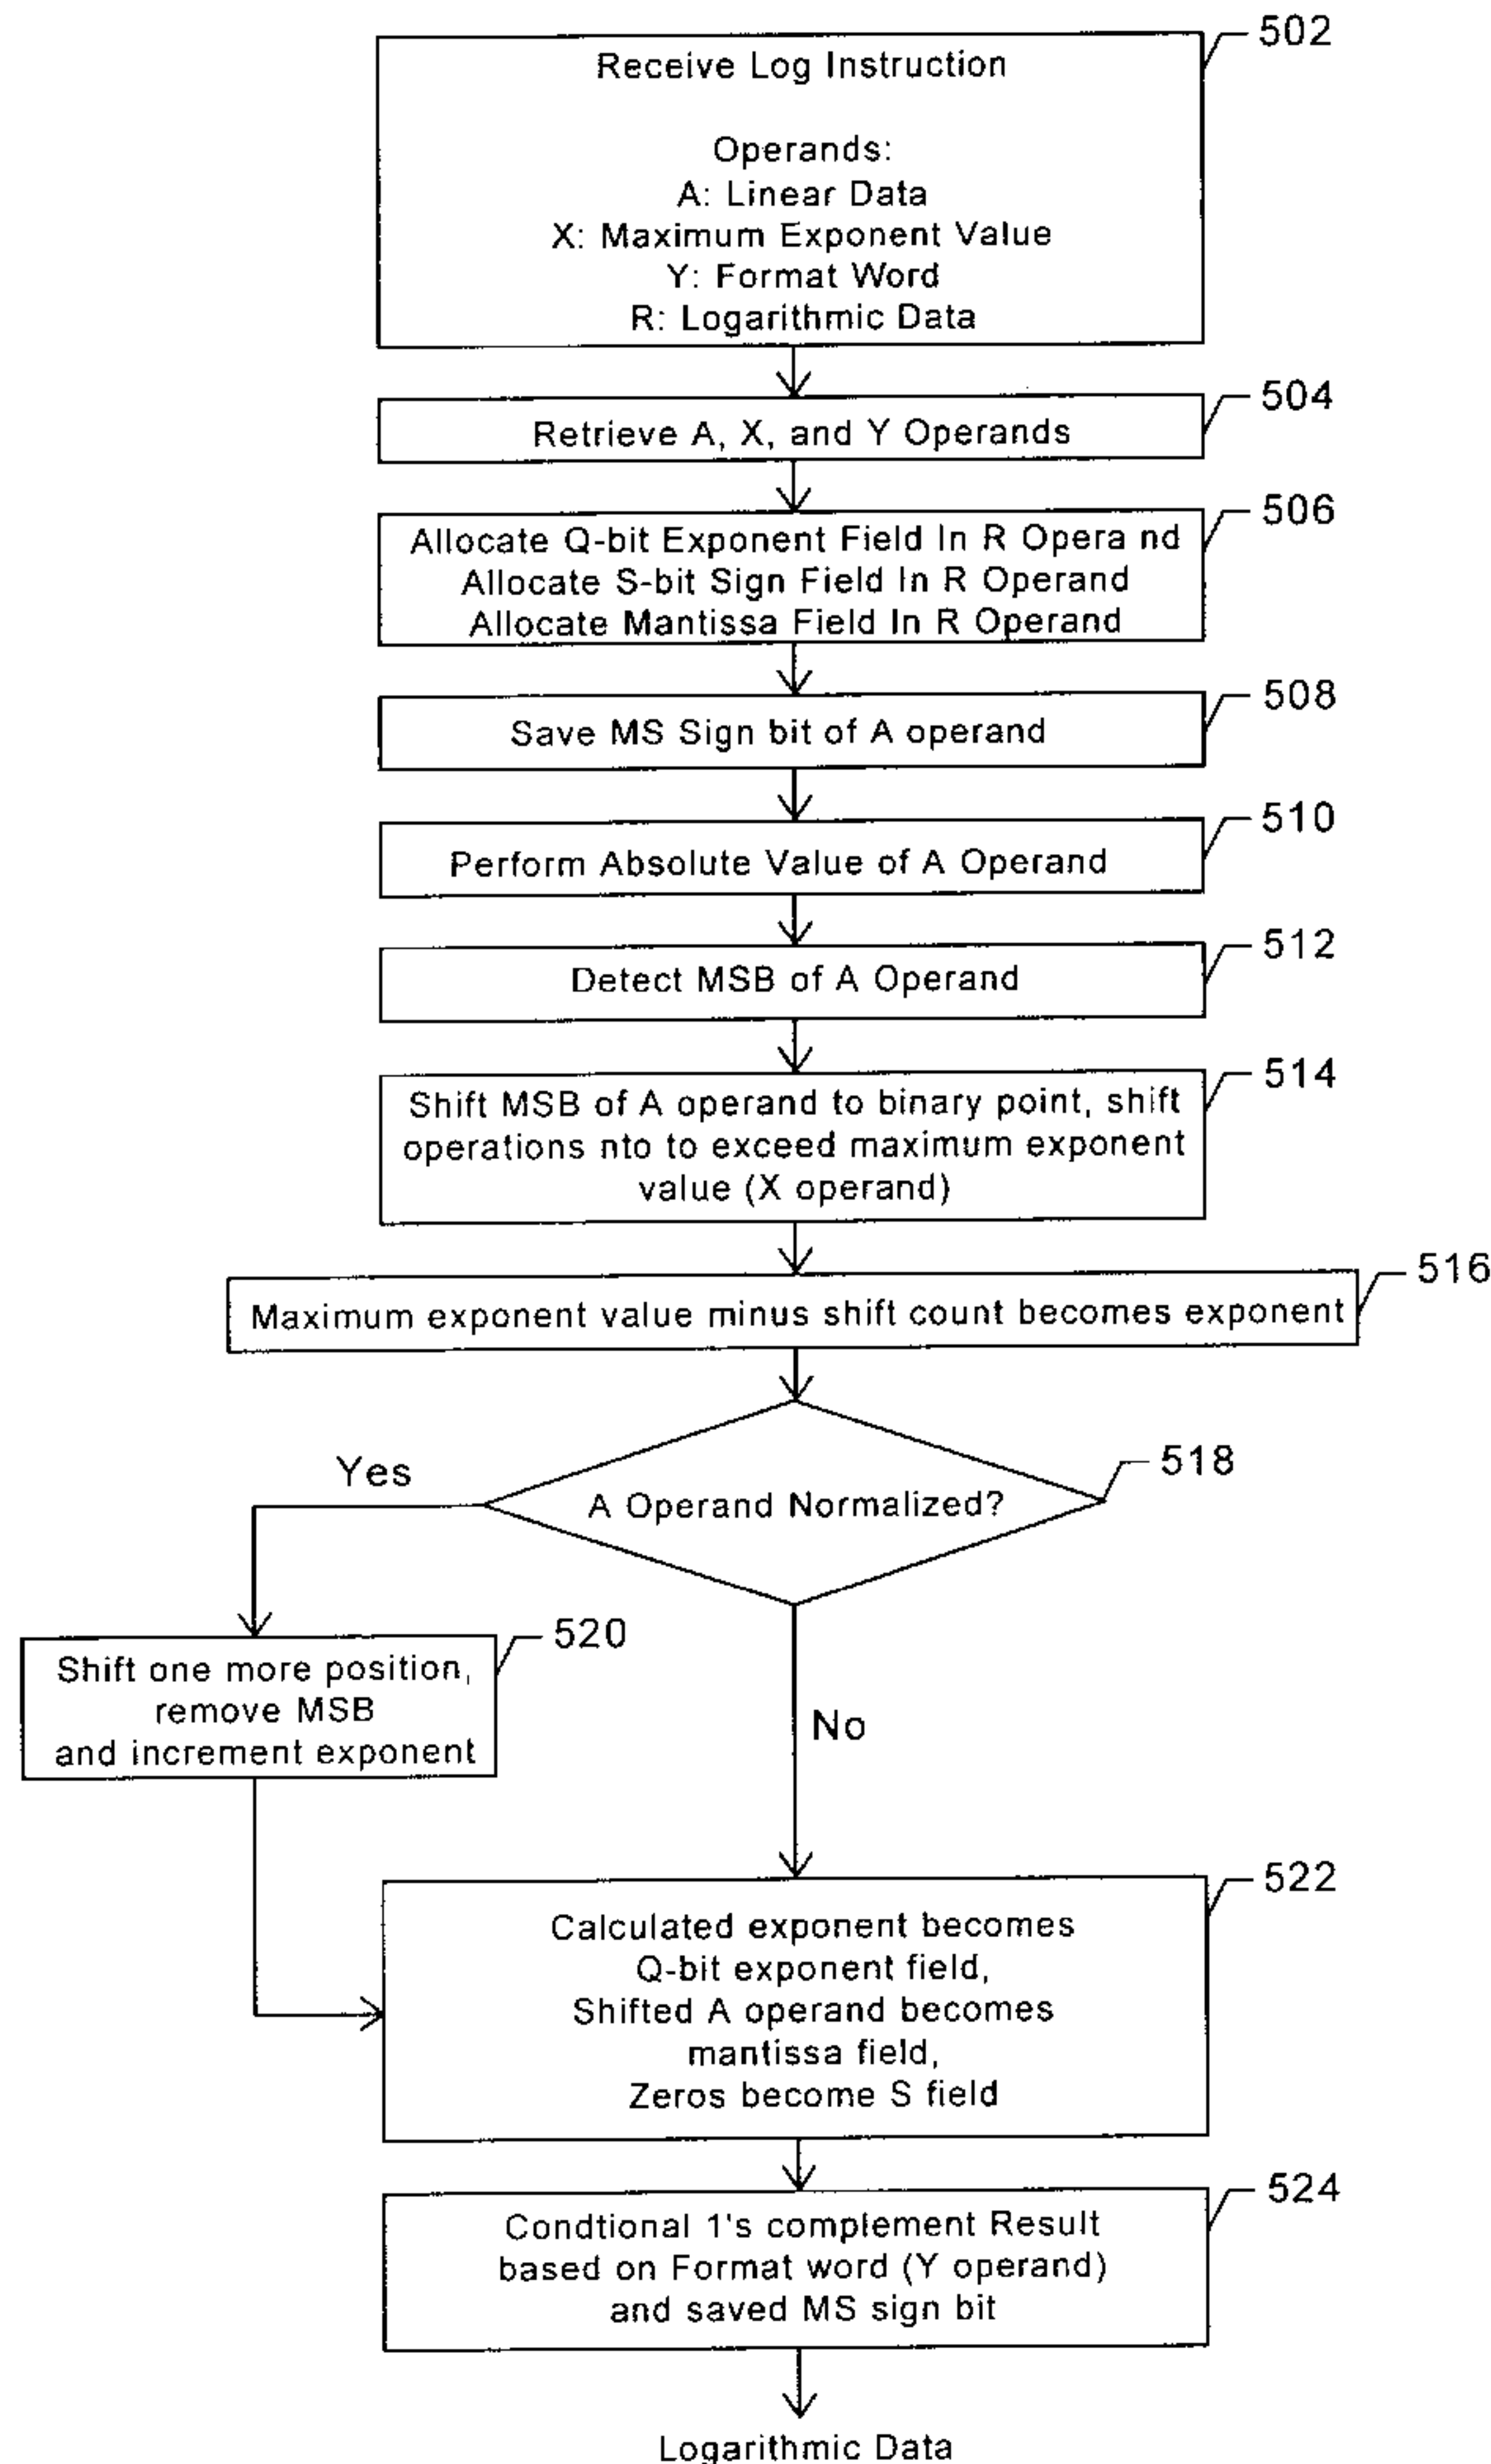 502
Receive Log Instruction
Operands:
A: Linear Data
X: Maximum Exponent Value
Y: Format Word
R: Logarithmic Data
504
Retrieve A, X, and Y Operands
506
Allocate Q-bit Exponent Field In R Opera nd
Allocate S-bit Sign Field In R Operand
Allocate Mantissa Field In R Operand
508
Save MS Sign bit of A operand
510
Perform Absolute Value of A Operand
512
Detect MSB of A Operand
514
Shift MSB of A operand to binary point, shift
operations nto to exceed maximum exponent
value (X operand)
516
Maximum exponent value minus shift count becomes exponent
518
Yes
A Operand Normalized?
520
Shift one more position,
remove MSB
and increment exponent
No
522
Calculated exponent becomes
Q-bit exponent field,
Shifted A operand becomes
mantissa field,
Zeros become S field
524
Condtional 1's complement Result
based on Format word (Y operand)
and saved MS sign bit
Logarithmic Data